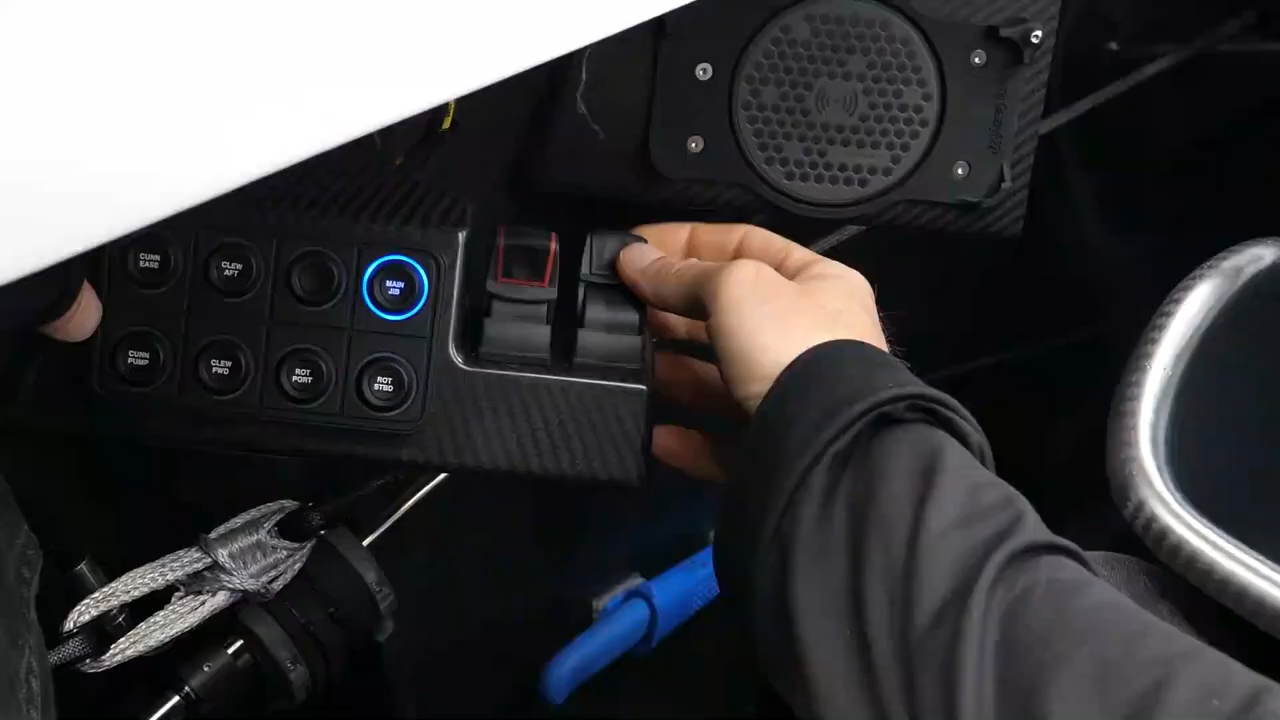 CUNN
EASE
CLEW
AFT
MAIN
JIB
CUNN
PUMP
CLEW
FWD
ROT
PORT
ROT
STBD